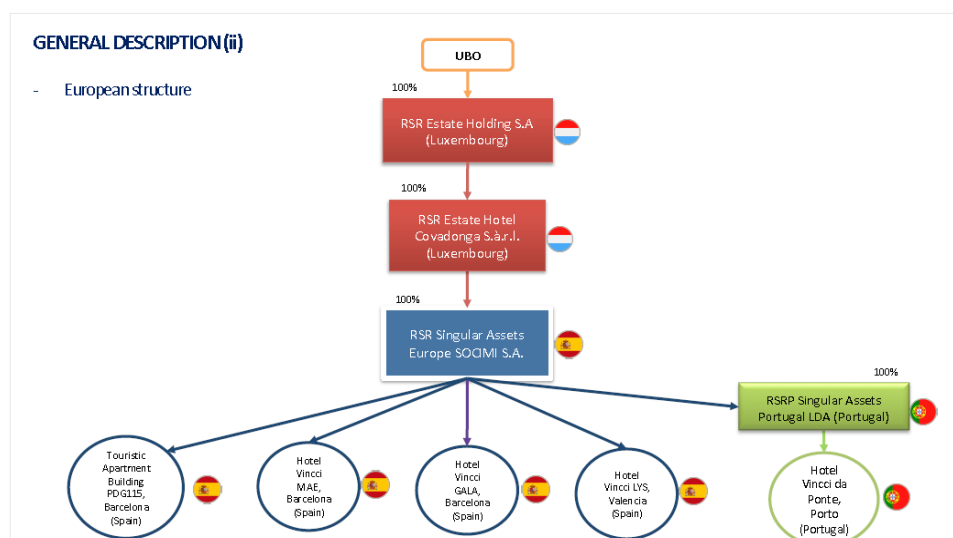 GENERAL DESCRIPTION (ii)
- European structure
UBO
100%
RSR Estate Holding S.A
(Luxembourg)
100%
RSR Estate Hotel
Covadonga S.à.r.l.
(Luxembourg)
100%
RSR Singular Assets
Europe SOCIMI S.A.
100%
RSRP Singular Assets
Portugal LDA (Portugal)
Touristic
Apartment
Building
PDG115,
Barcelona
(Spain)
Hotel
Vincci
MAE,
Barcelona
(Spain)
Hotel
Vincci
GALA,
Barcelona
(Spain)
Hotel
Vincci LYS,
Valencia
(Spain)
Hotel
Vincci da
Ponte,
Porto
(Portugal)